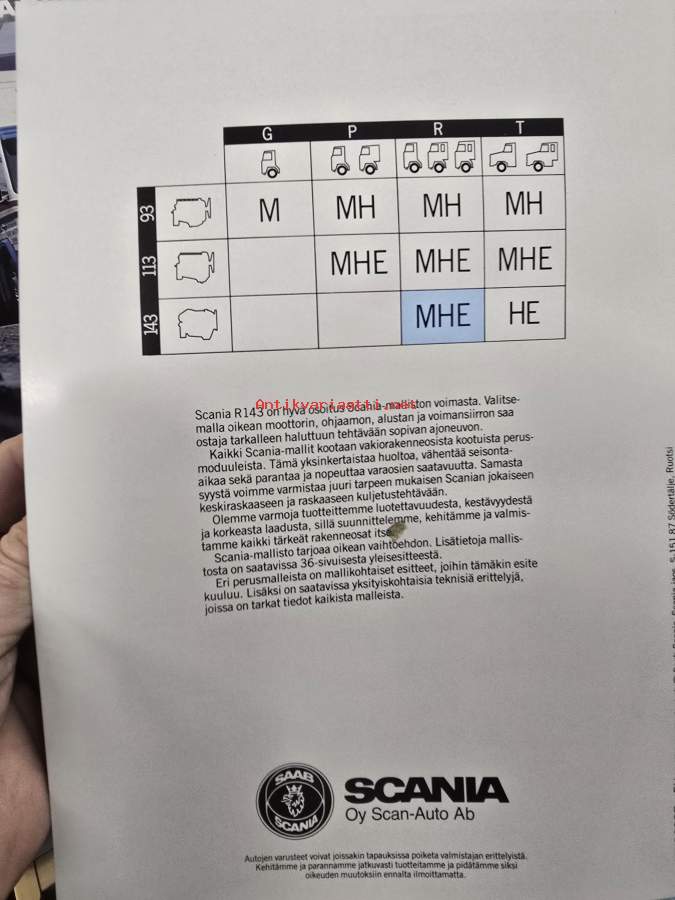 SCANIA
G P R T
93 M MH MH MH
113 MHE MHE MHE
143 MHE HE
Scania R143 on hyvä osoitus Scania-malliston voimasta. Valitse-
malla oikean moottorin, ohjaamon, alustan ja voimansiirron saa
ostaja tarkalleen haluttuun tehtävään sopivan ajoneuvon.
Kaikki Scania-mallit kootaan vakiorakenneosista kootuista perus-
moduuleista. Tämä yksinkertaistaa huoltoa, vähentää seisonta-
aikaa sekä parantaa ja nopeuttaa varaosien saatavuutta. Samasta
syystä voimme varmistaa juuri tarpeen mukaisen Scanian jokaiseen
keskiraskaaseen ja raskaaseen kuljetustehtävään.
Olemme varmoja tuotteittemme luotettavuudesta, kestävyydestä
ja korkeasta laadusta, sillä suunnittelemme, kehitämme ja valmis-
tamme kaikki tärkeät rakenneosat itse.
Scania-mallisto tarjoaa oikean vaihtoehdon. Lisätietoja mallis-
tosta on saatavissa 36-sivuisesta yleisesitteestä.
Eri perusmalleista on mallikohtaiset esitteet, joihin tämäkin esite
kuuluu. Lisäksi on saatavissa yksityiskohtaisia teknisiä erittelyjä,
joissa on tarkat tiedot kaikista malleista.
Antikvariaatti.net
SAAB
SCANIA
SCANIA
Oy Scan-Auto Ab
Autojen varusteet voivat joissakin tapauksissa poiketa valmistajan erittelyistä.
Kehitämme ja parannamme jatkuvasti tuotteitamme ja pidätämme siksi
oikeuden muutoksiin ennalta ilmoittamatta.
S-151 87 Södertälje, Ruotsi